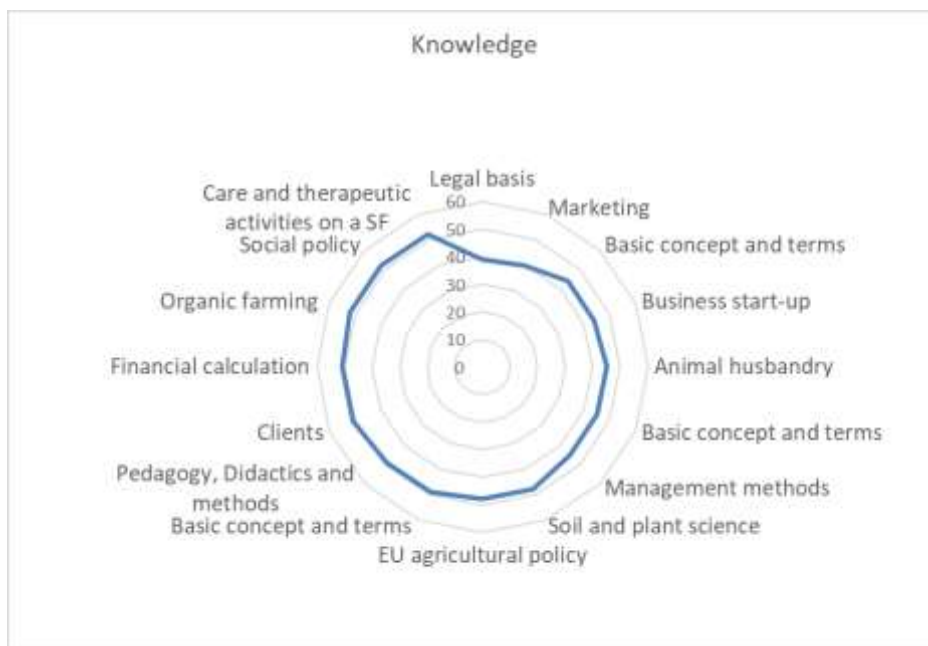 Knowledge
Legal basis
Marketing
Basic concept and terms
Business start-up
Animal husbandry
Basic concept and terms
Management methods
Soil and plant science
EU agricultural policy
Basic concept and terms
Pedagogy, Didactics and
methods
Clients
Financial calculation
Organic farming
Social policy
Care and therapeutic
activities on a SF
60
50
40
30
20
10
0